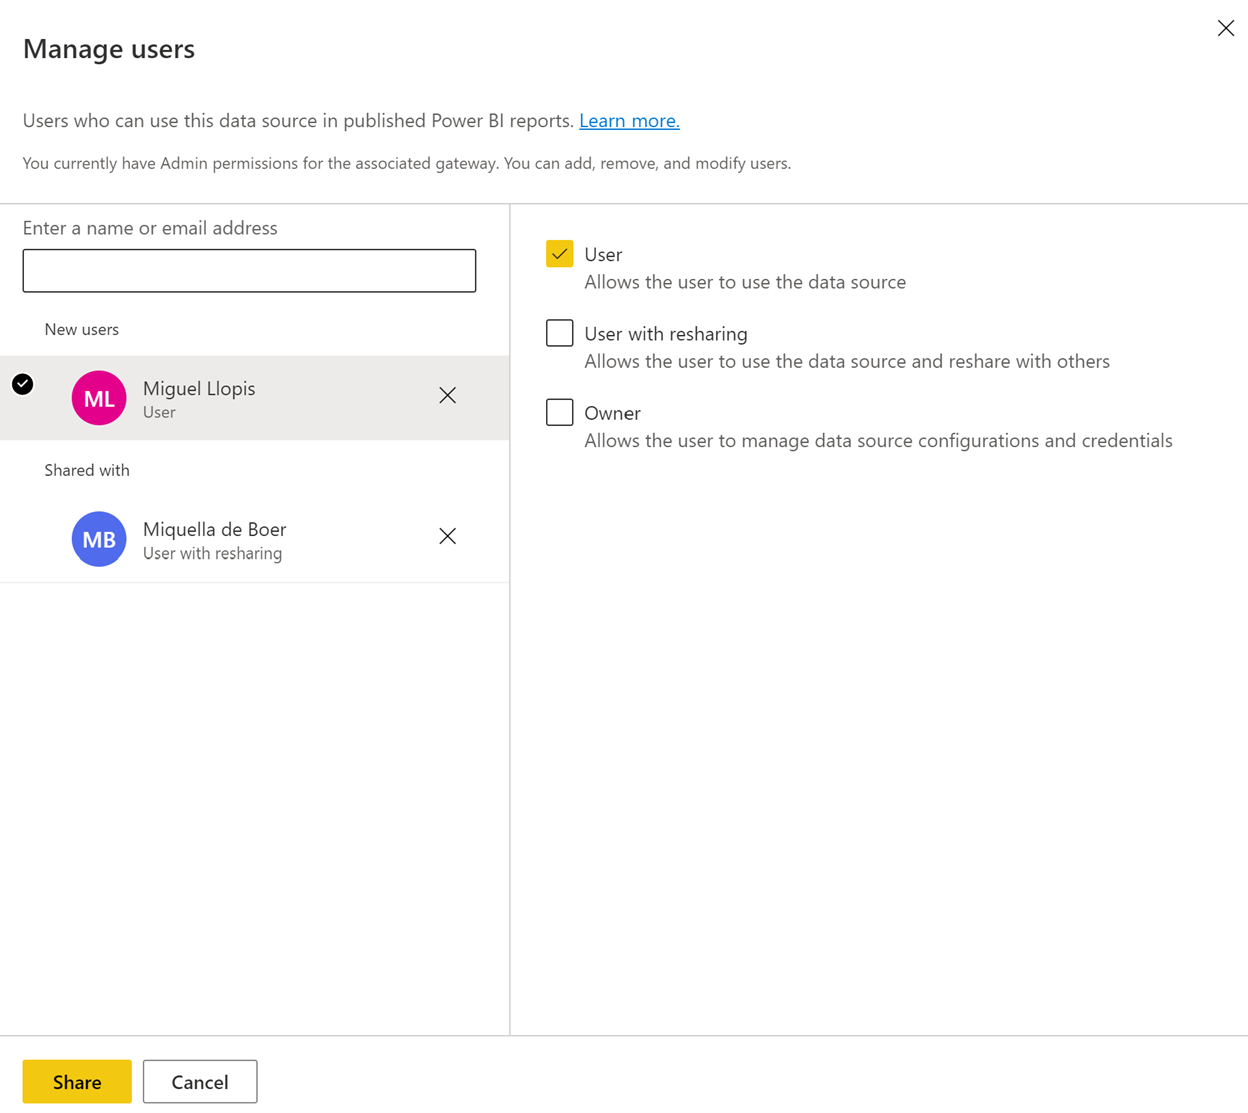 Manage users
Users who can use this data source in published Power BI reports. Learn more.
You currently have Admin permissions for the associated gateway. You can add, remove, and modify users.
Enter a name or email address
New users
ML
Miguel Llopis
User
Shared with
MB
Miquella de Boer
User with resharing
User
Allows the user to use the data source
User with resharing
Allows the user to use the data source and reshare with others
Owner
Allows the user to manage data source configurations and credentials
Share
Cancel